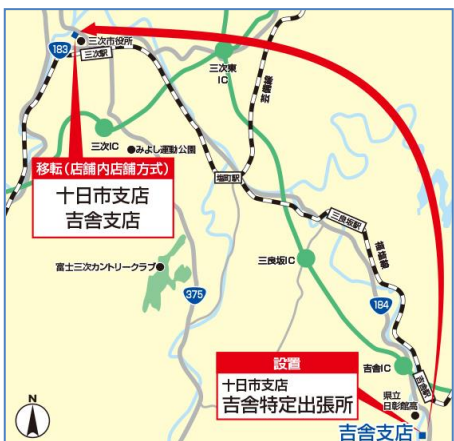 183
三次市役所
三次駅
三次東
IC
芸備線
三次IC
みよし運動公園
移転(店舗内店舗方式)
十日市支店
吉舎支店
塩町駅
三良坂駅
福塩線
三良坂IC
富士三次カントリークラブ
375
184
設置
十日市支店
吉舎特定出張所
吉舎IC
吉舎駅
県立
日彰館高
吉舎支店
N